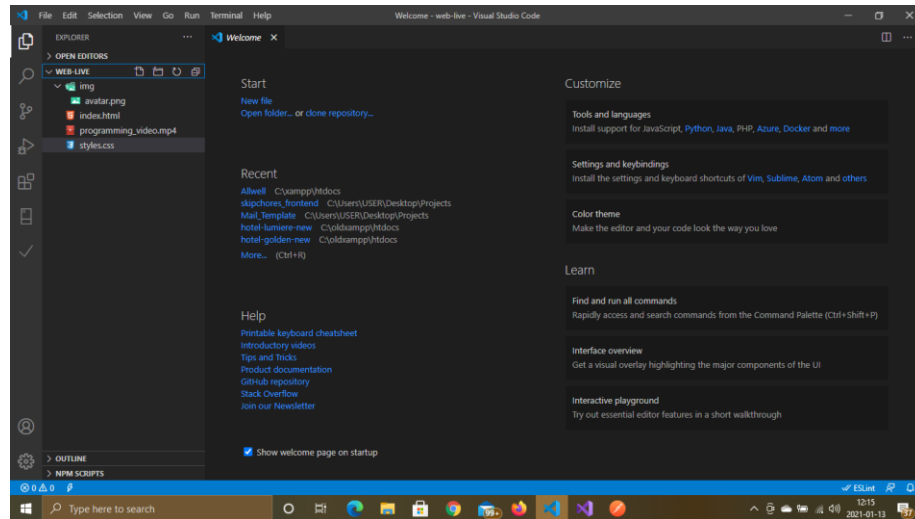 File Edit Selection View Go Run Terminal Help
Welcome - web-live - Visual Studio Code
EXPLORER
Welcome
OPEN EDITORS
WEB-LIVE
img
avatar.png
index.html
programming_video.mp4
styles.css
Start
New file
Open folder... or clone repository...
Recent
Allwell C:\xampp\htdocs
skipchores_frontend C:\Users\USER\Desktop\Projects
Mail_Template C:\Users\USER\Desktop\Projects
hotel-lumiere-new C:\oldxampp\htdocs
hotel-golden-new C:\oldxampp\htdocs
More... (Ctrl+R)
Help
Printable keyboard cheatsheet
Introductory videos
Tips and Tricks
Product documentation
GitHub repository
Stack Overflow
Join our Newsletter
Show welcome page on startup
Customize
Tools and languages
Install support for JavaScript, Python, Java, PHP, Azure, Docker and more
Settings and keybindings
Install the settings and keyboard shortcuts of Vim, Sublime, Atom and others
Color theme
Make the editor and your code look the way you love
Learn
Find and run all commands
Rapidly access and search commands from the Command Palette (Ctrl+Shift+P)
Interface overview
Get a visual overlay highlighting the major components of the UI
Interactive playground
Try out essential editor features in a short walkthrough
OUTLINE
NPM SCRIPTS
0 0
ESLint
Type here to search
99+
12:15
2021-01-13
37